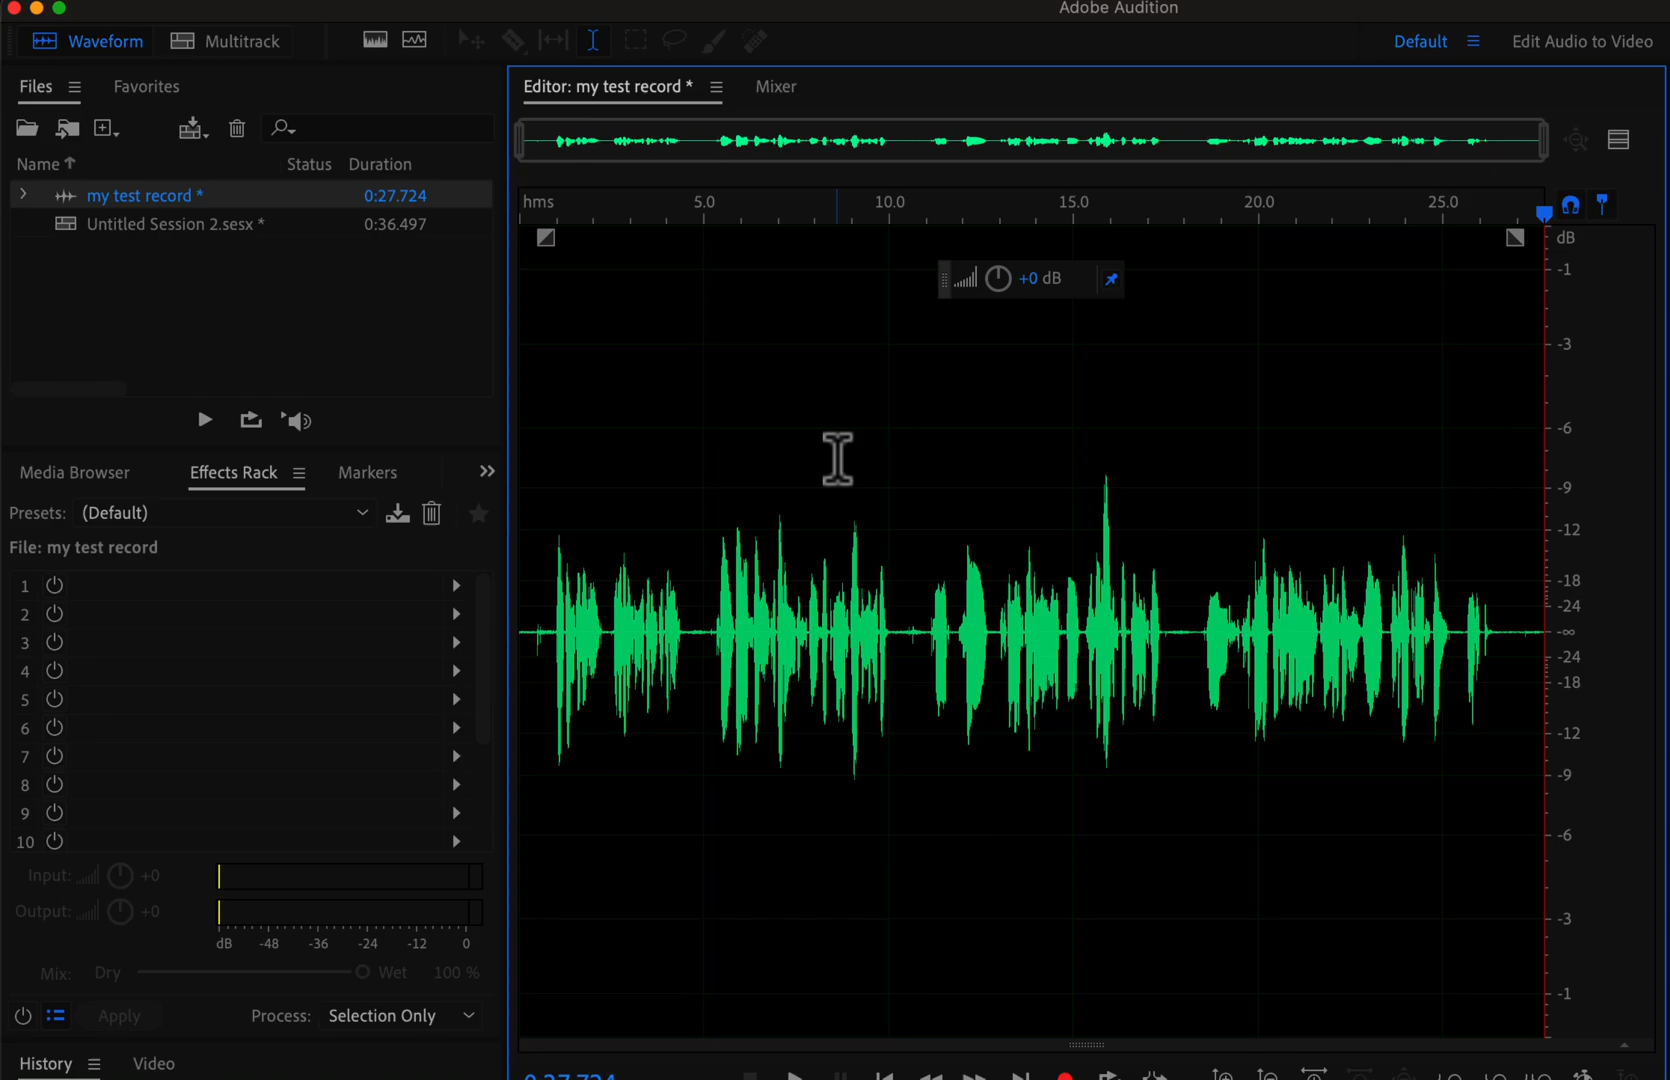 Adobe Audition
Waveform Multitrack Default Edit Audio to Video
Files Favorites
Editor: my test record * Mixer
Name Status Duration
my test record * 0:27.724
Untitled Session 2.sesx * 0:36.497
hms 5.0 10.0 15.0 20.0 25.0
dB
+0 dB
-1
-3
-6
-9
-12
-18
-24
-∞
-24
-18
-12
-9
-6
-3
-1
Media Browser Effects Rack Markers
Presets: (Default)
File: my test record
1
2
3
4
5
6
7
8
9
10
Input: +0
Output: +0
dB -48 -36 -24 -12 0
Mix: Dry Wet 100 %
Apply Process: Selection Only
History Video
0:27.724